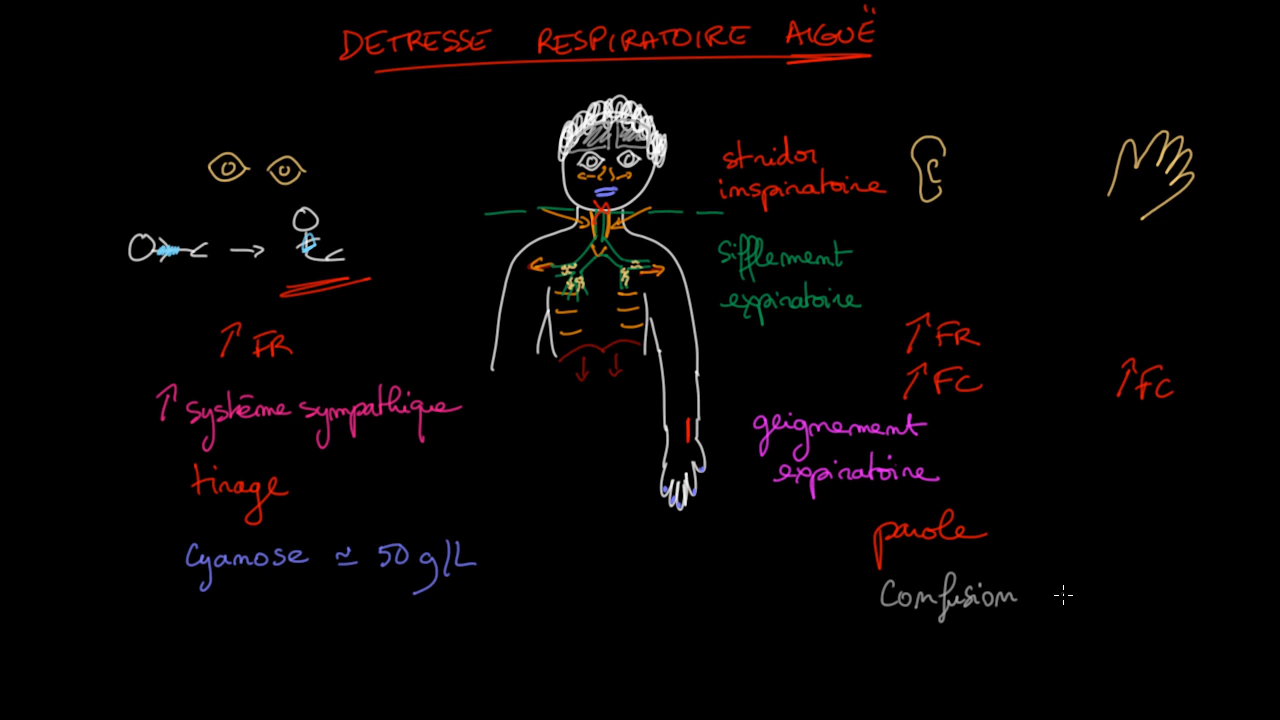 DETRESSE RESPIRATOIRE AIGUË
↑ FR
↑ système sympathique
tirage
Cyanose ≃ 50 g/L
stridor
inspiratoire
sifflement
expiratoire
↑ FR
↑ FC
geignement
expiratoire
parole
Confusion
↑ FC